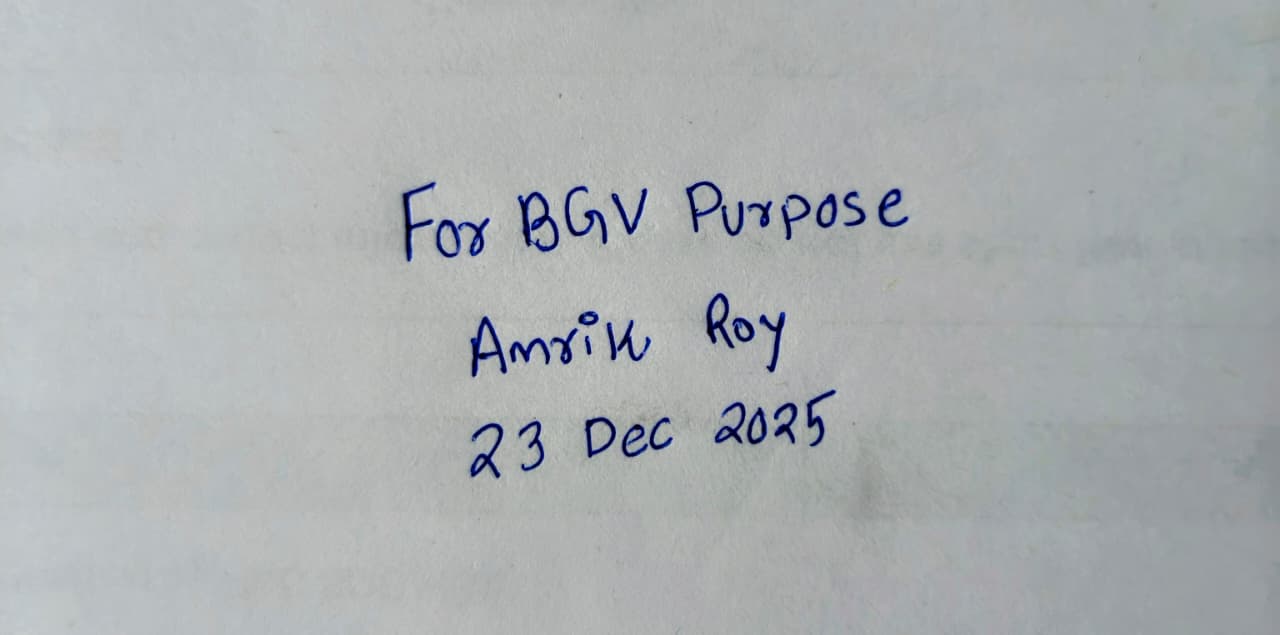 For BGV Purpose
Amrik Roy
23 Dec 2025